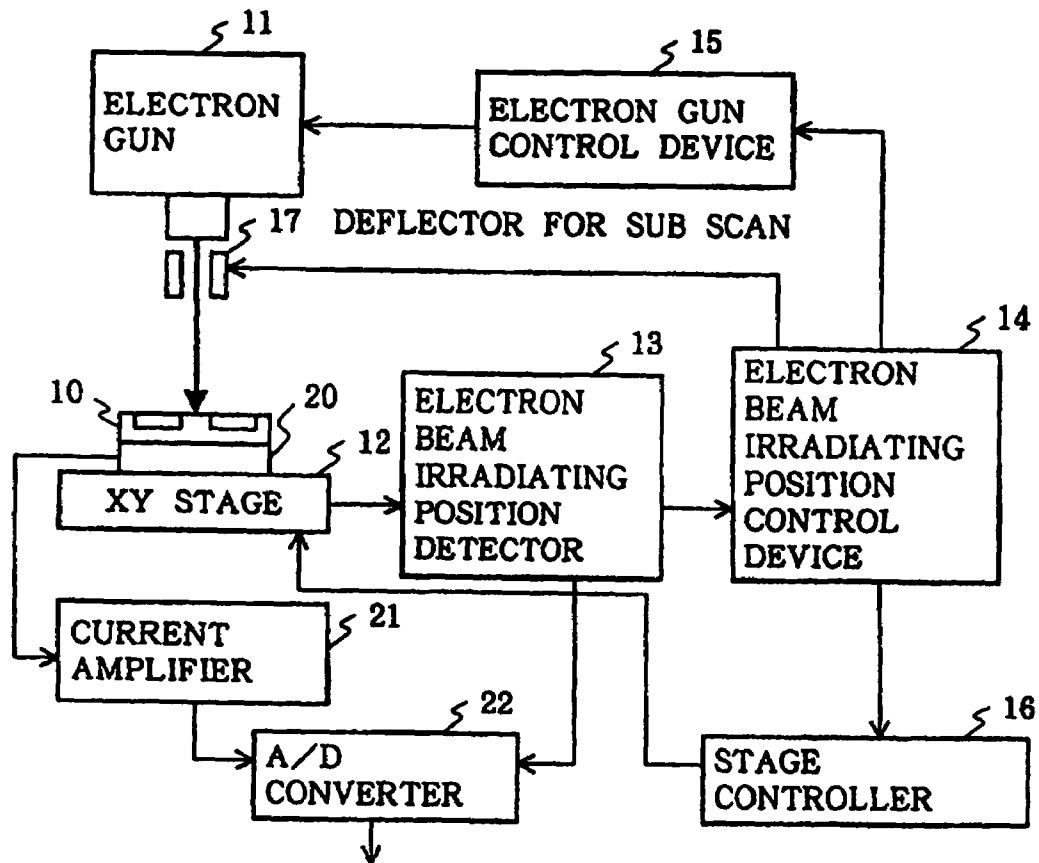 11
ELECTRON
GUN
15
ELECTRON GUN
CONTROL DEVICE
17 DEFLECTOR FOR SUB SCAN
14
ELECTRON
BEAM
IRRADIATING
POSITION
CONTROL
DEVICE
13
ELECTRON
BEAM
IRRADIATING
POSITION
DETECTOR
10
20
12
XY STAGE
21
CURRENT
AMPLIFIER
22
A/D
CONVERTER
16
STAGE
CONTROLLER